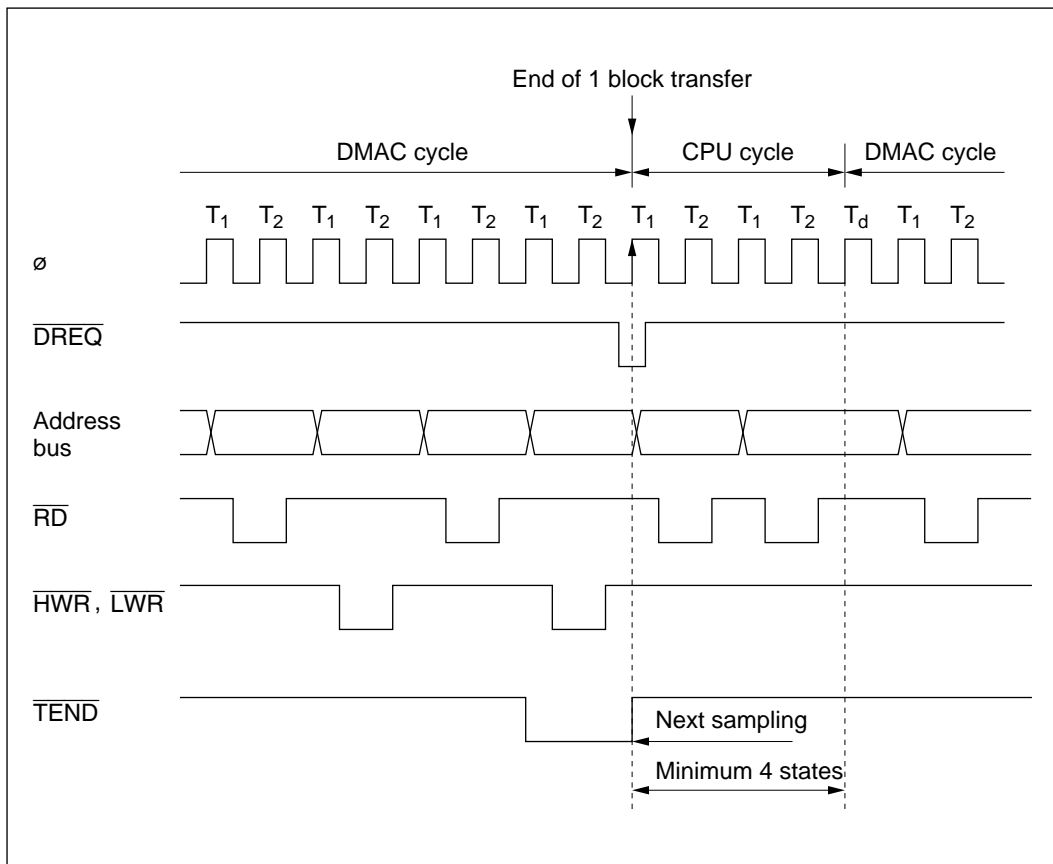 End of 1 block transfer
DMAC cycle CPU cycle DMAC cycle
T1 T2 T1 T2 T1 T2 T1 T2 T1 T2 T1 T2 Td T1 T2
ø
DREQ
Address
bus
RD
HWR, LWR
TEND
Next sampling
Minimum 4 states